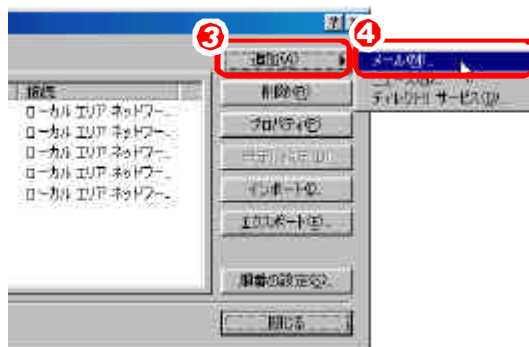 ③
④
追加(A)
メール(M)...
ディレクトリ サービス(D)...
接続
ローカル エリア ネットワー...
ローカル エリア ネットワー...
ローカル エリア ネットワー...
ローカル エリア ネットワー...
ローカル エリア ネットワー...
削除(R)
プロパティ(P)
インポート(I)...
エクスポート(E)...
順番の設定(S)...
閉じる